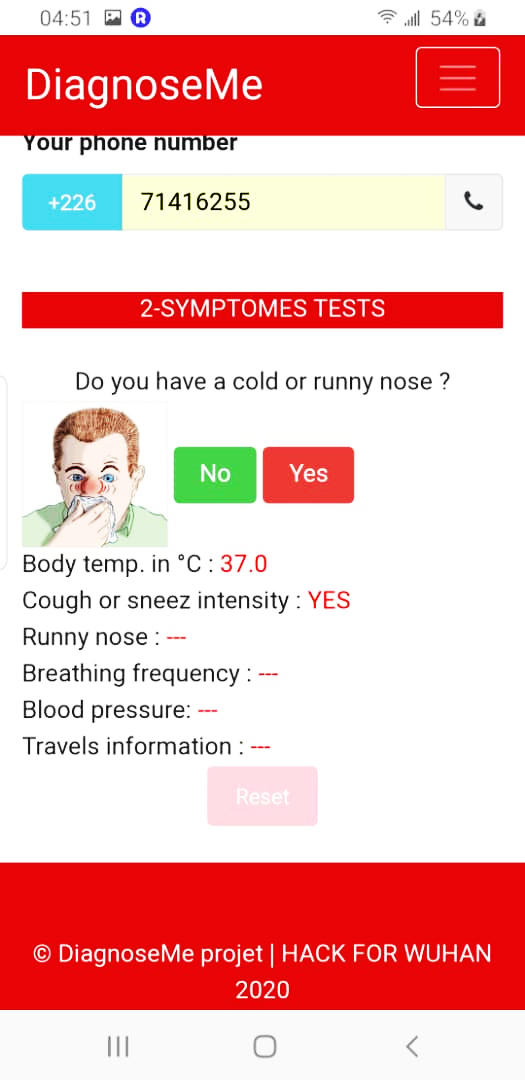 04:51 R 54%
DiagnoseMe
Your phone number
+226 71416255
2-SYMPTOMES TESTS
Do you have a cold or runny nose ?
No Yes
Body temp. in °C : 37.0
Cough or sneez intensity : YES
Runny nose : ---
Breathing frequency : ---
Blood pressure: ---
Travels information : ---
Reset
© DiagnoseMe projet | HACK FOR WUHAN
2020